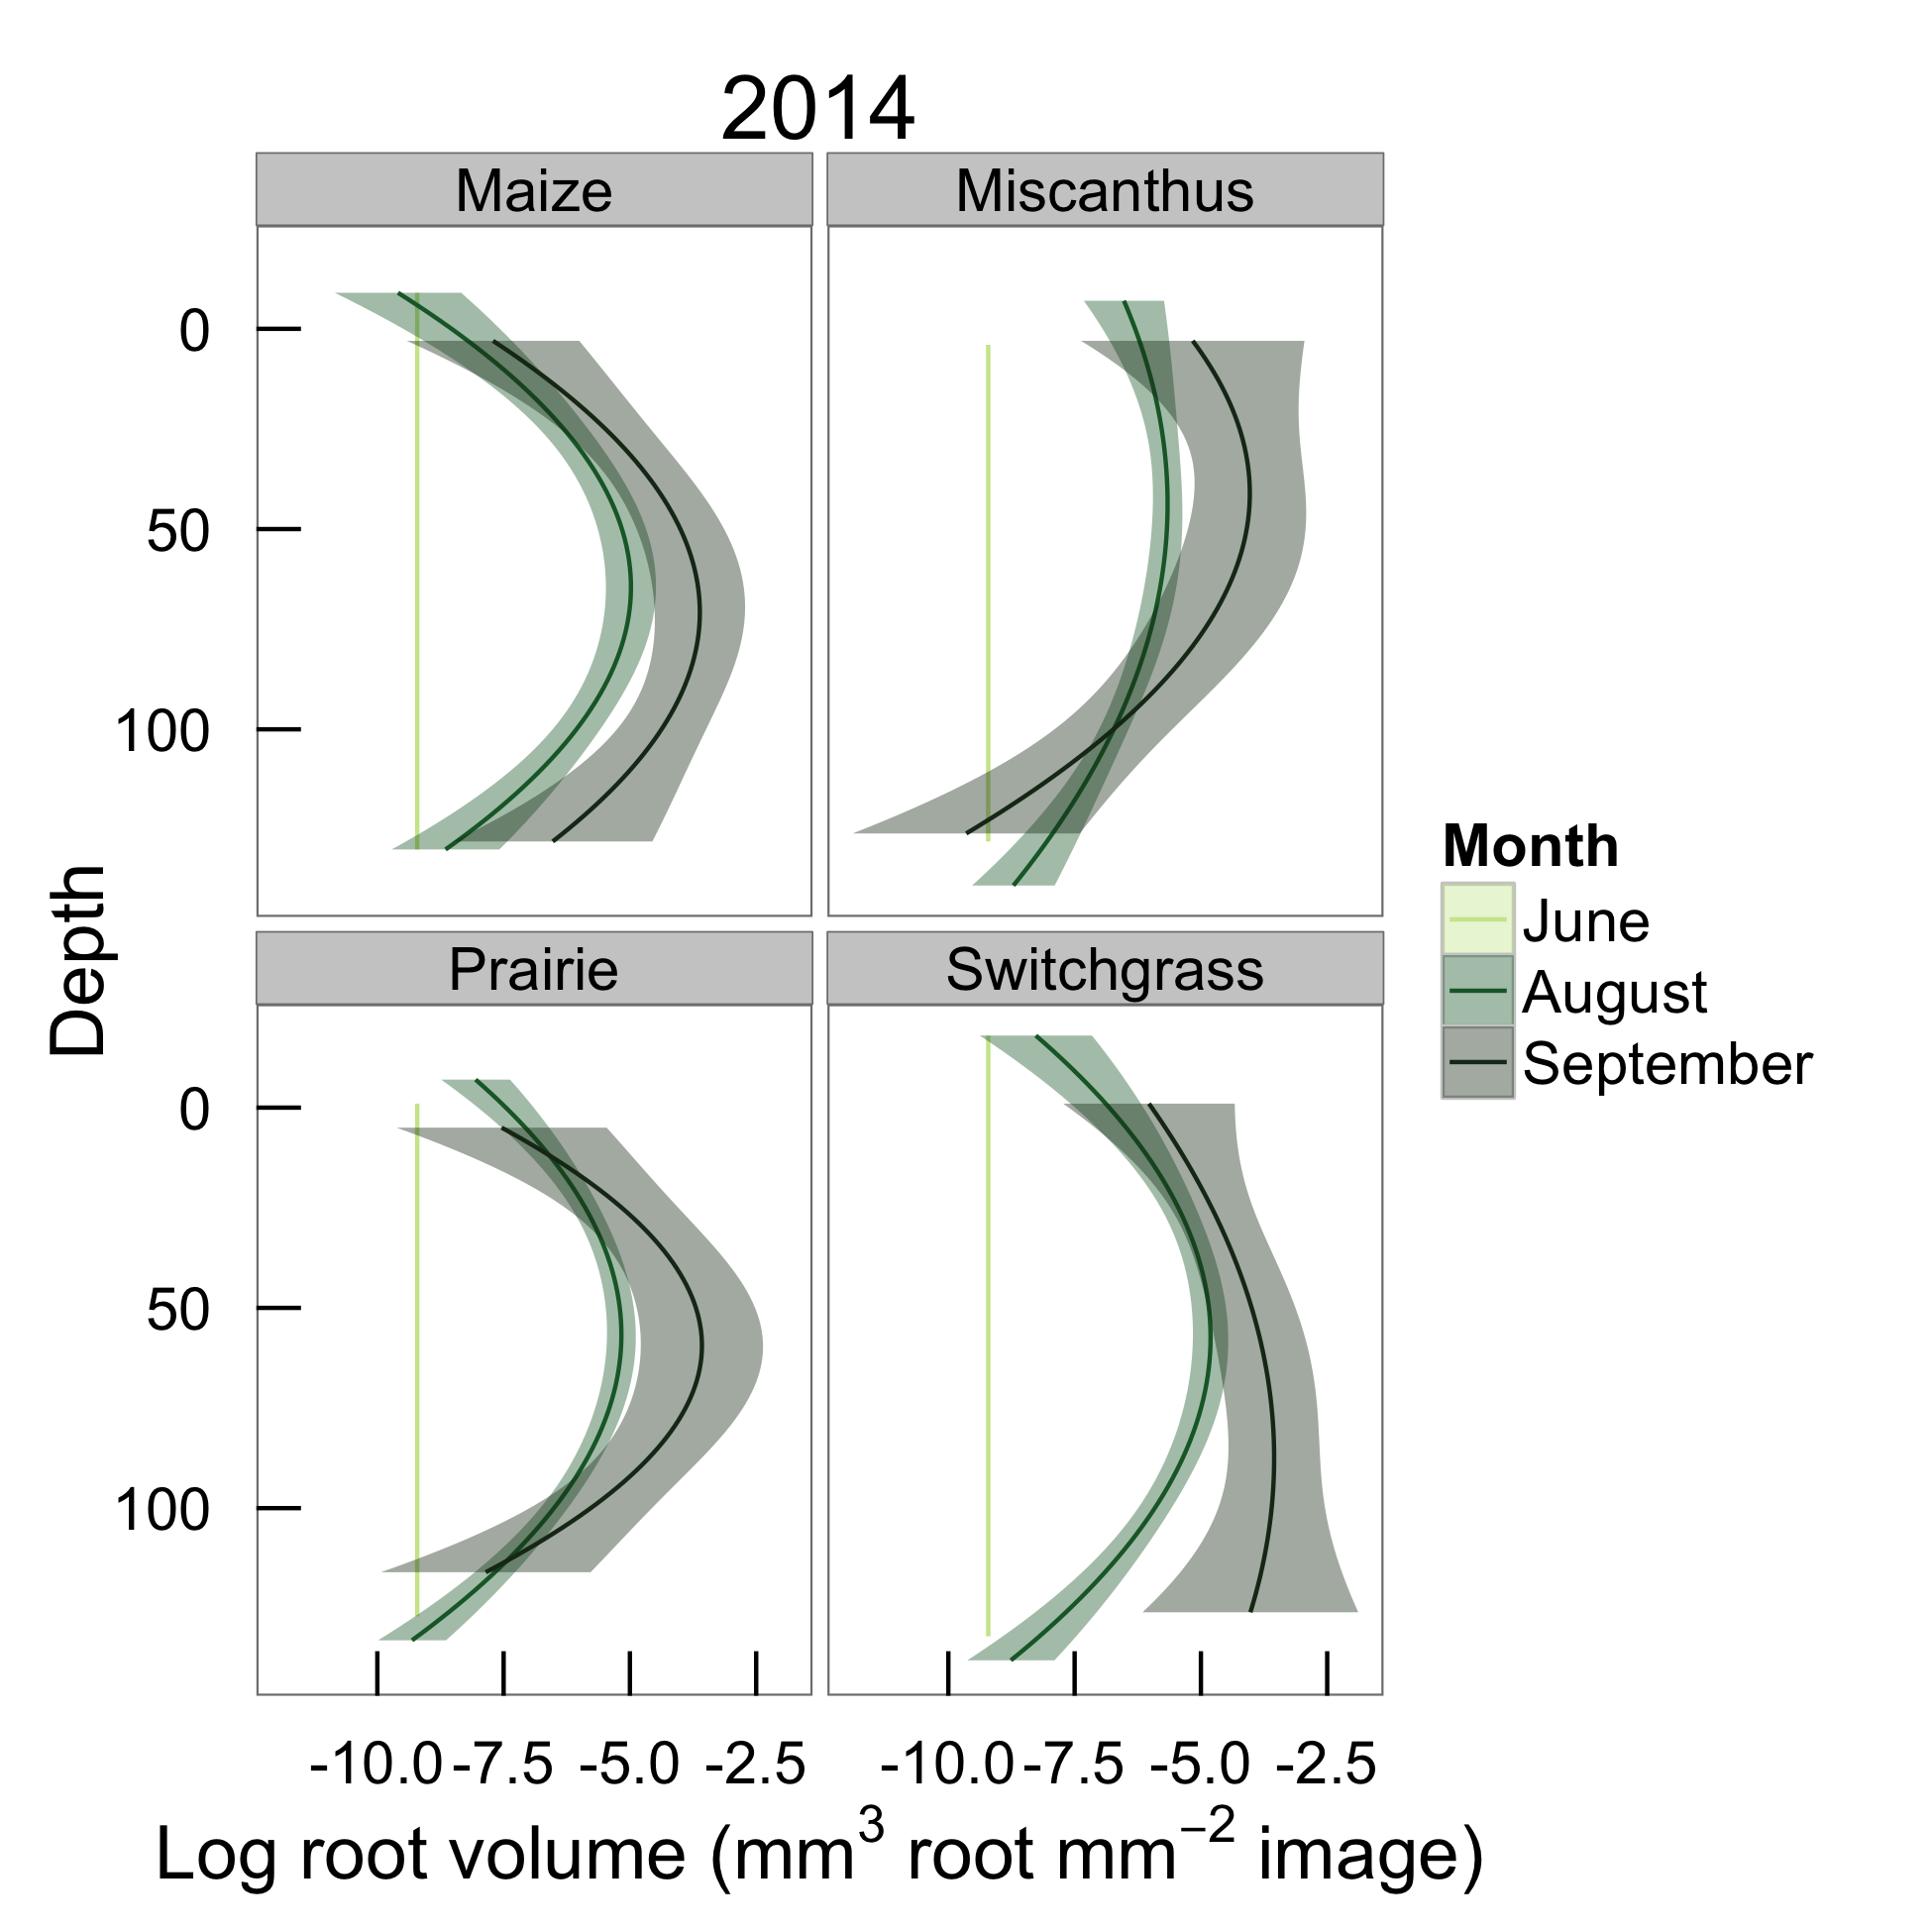 2014
Maize
Miscanthus
0
50
100
Depth
Prairie
Switchgrass
0
50
100
-10.0 -7.5 -5.0 -2.5
-10.0 -7.5 -5.0 -2.5
Log root volume (mm³ root mm⁻² image)
Month
June
August
September